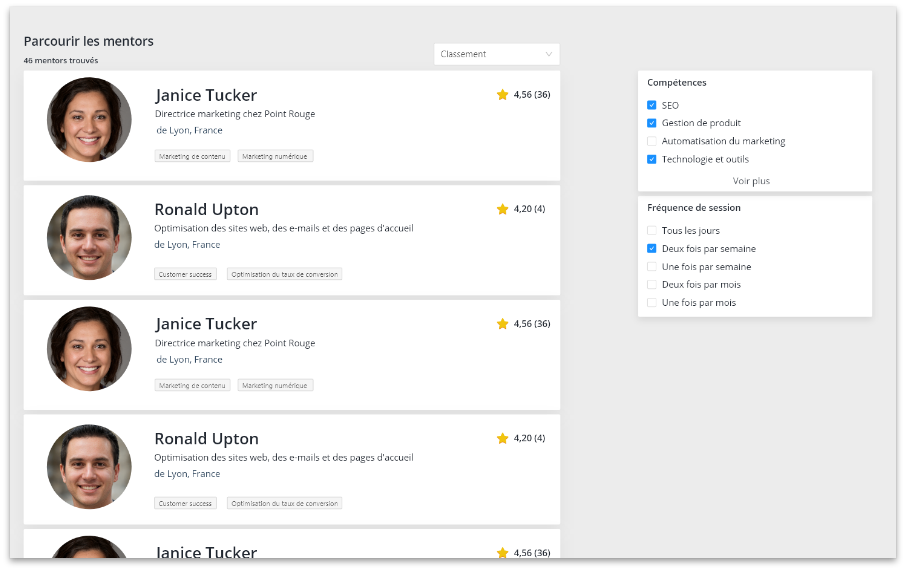 Parcourir les mentors
46 mentors trouvés
Classement
Janice Tucker
4,56 (36)
Directrice marketing chez Point Rouge
de Lyon, France
Marketing de contenu
Marketing numérique
Ronald Upton
4,20 (4)
Optimisation des sites web, des e-mails et des pages d'accueil
de Lyon, France
Customer success
Optimisation du taux de conversion
Janice Tucker
4,56 (36)
Directrice marketing chez Point Rouge
de Lyon, France
Marketing de contenu
Marketing numérique
Ronald Upton
4,20 (4)
Optimisation des sites web, des e-mails et des pages d'accueil
de Lyon, France
Customer success
Optimisation du taux de conversion
Janice Tucker
4,56 (36)
Compétences
SEO
Gestion de produit
Automatisation du marketing
Technologie et outils
Voir plus
Fréquence de session
Tous les jours
Deux fois par semaine
Une fois par semaine
Deux fois par mois
Une fois par mois